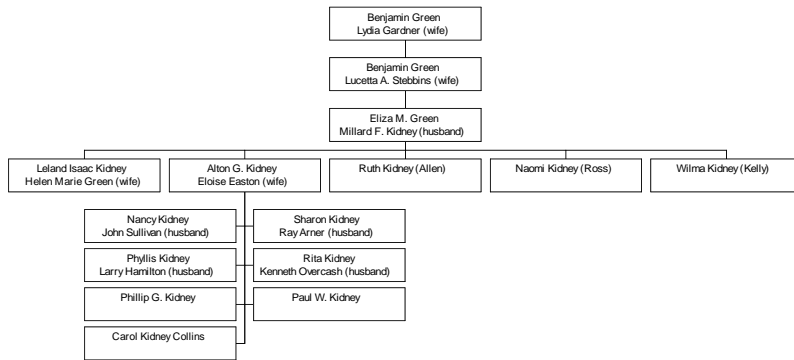 Benjamin Green
Lydia Gardner (wife)
Benjamin Green
Lucetta A. Stebbins (wife)
Eliza M. Green
Millard F. Kidney (husband)
Leland Isaac Kidney
Helen Marie Green (wife)
Alton G. Kidney
Eloise Easton (wife)
Ruth Kidney (Allen)
Naomi Kidney (Ross)
Wilma Kidney (Kelly)
Nancy Kidney
John Sullivan (husband)
Sharon Kidney
Ray Arner (husband)
Phyllis Kidney
Larry Hamilton (husband)
Rita Kidney
Kenneth Overcash (husband)
Phillip G. Kidney
Paul W. Kidney
Carol Kidney Collins